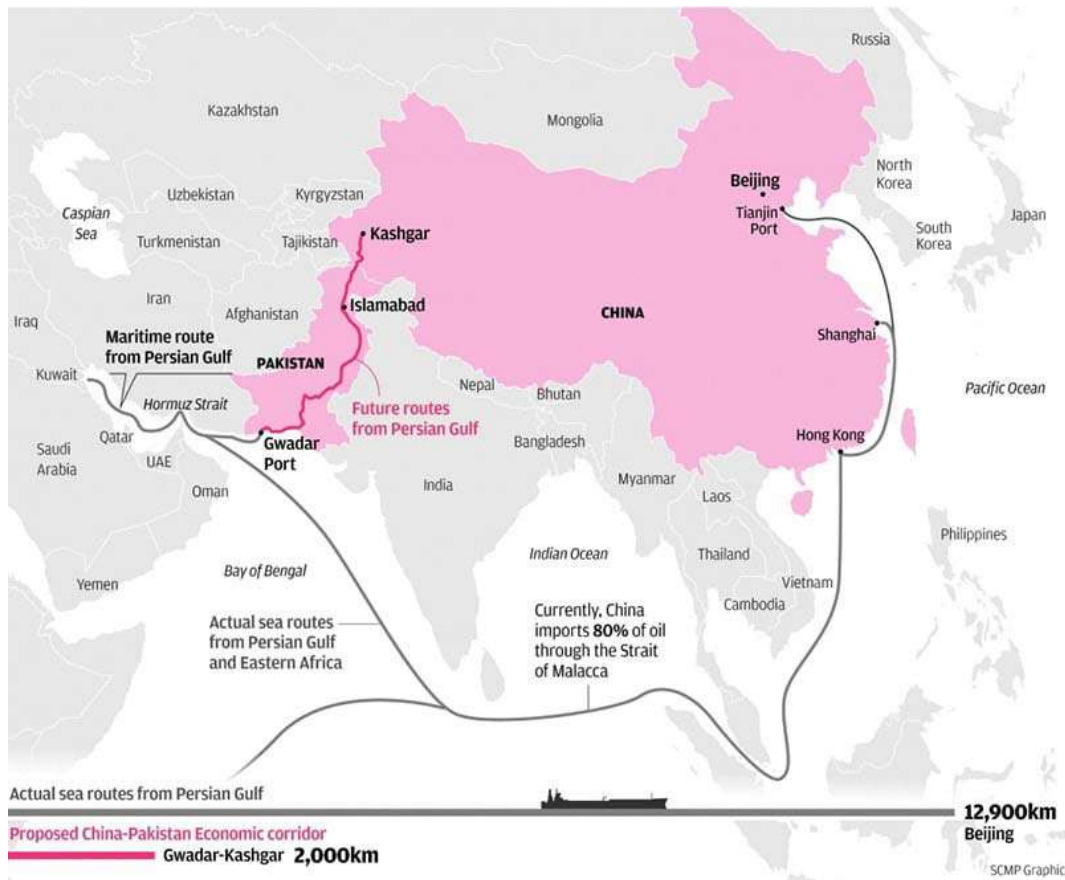 Russia
Kazakhstan
Mongolia
North
Korea
Beijing
Uzbekistan
Kyrgyzstan
Caspian
Sea
Tianjin
Port
Japan
South
Korea
Turkmenistan
Tajikistan
Kashgar
Iran
Afghanistan
Islamabad
CHINA
Iraq
Maritime route
from Persian Gulf
Shanghai
PAKISTAN
Kuwait
Nepal
Bhutan
Pacific Ocean
Hormuz Strait
Future routes
from Persian Gulf
Qatar
Gwadar
Port
Bangladesh
Hong Kong
Saudi
Arabia
UAE
Oman
India
Myanmar
Laos
Philippines
Indian Ocean
Thailand
Bay of Bengal
Yemen
Vietnam
Cambodia
Actual sea routes
from Persian Gulf
and Eastern Africa
Currently, China
imports 80% of oil
through the Strait
of Malacca
Actual sea routes from Persian Gulf
12,900km
Beijing
Proposed China-Pakistan Economic corridor
Gwadar-Kashgar 2,000km
SCMP Graphic